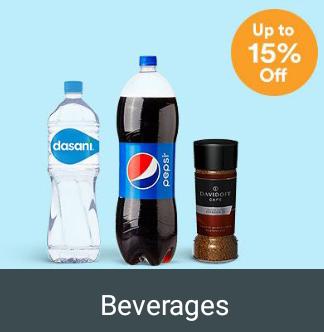 Up to
15%
Off
dasani
pepsi
DAVIDOFF
CAFÉ
Beverages